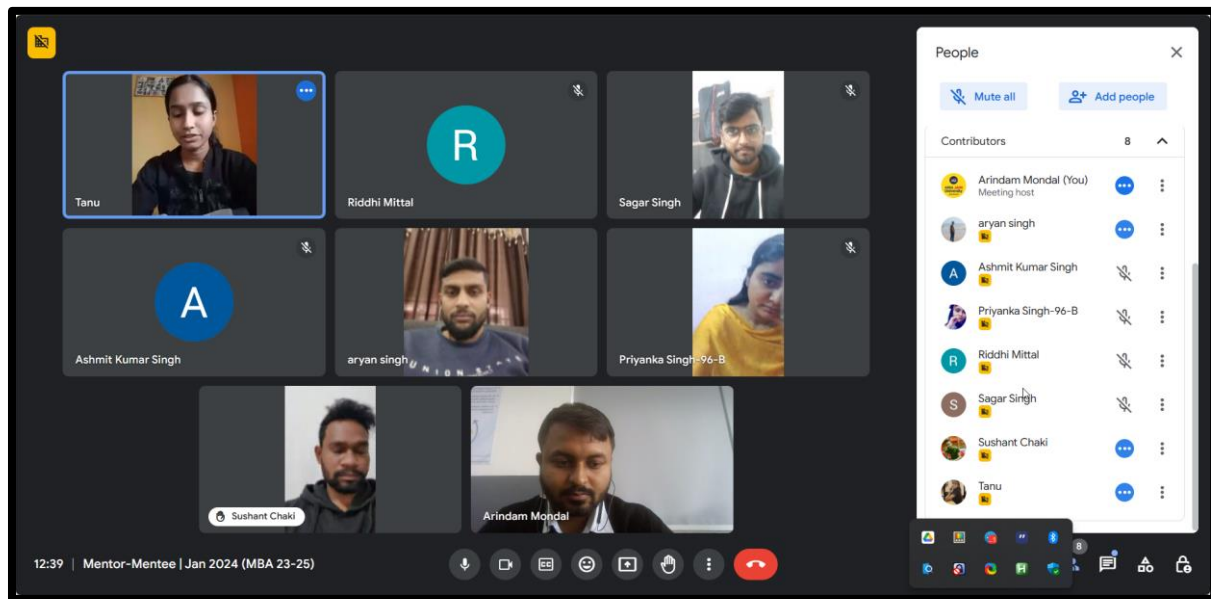 Tanu
R
Riddhi Mittal
Sagar Singh
A
Ashmit Kumar Singh
aryan singh
UNION
Priyanka Singh-96-B
Sushant Chaki
Arindam Mondal
12:39 | Mentor-Mentee | Jan 2024 (MBA 23-25)
CC
People
Mute all
Add people
Contributors 8
Arindam Mondal (You)
Meeting host
aryan singh
A
Ashmit Kumar Singh
Priyanka Singh-96-B
R
Riddhi Mittal
S
Sagar Singh
Sushant Chaki
Tanu
8